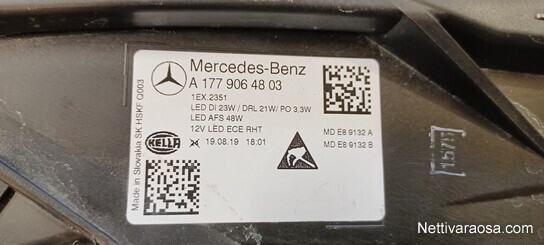 Mercedes-Benz
A 177 906 48 03
1EX.2351
LED DI 23W / DRL 21W/ PO 3,3W
LED AFS 48W
12V LED ECE RHT
HELLA
19.08.19 18:01
MD E8 9132 A
MD E8 9132 B
Made in Slovakia SK HSKF Q003
Nettivaraosa.com